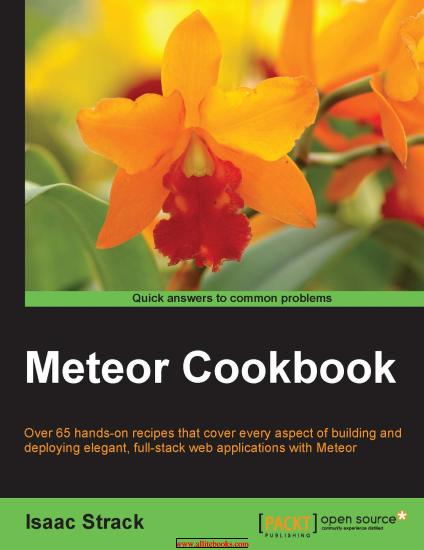 Quick answers to common problems
Meteor Cookbook
Over 65 hands-on recipes that cover every aspect of building and
deploying elegant, full-stack web applications with Meteor
Isaac Strack
[PACKT] open source*
PUBLISHING community experience distilled
www.allitebooks.com